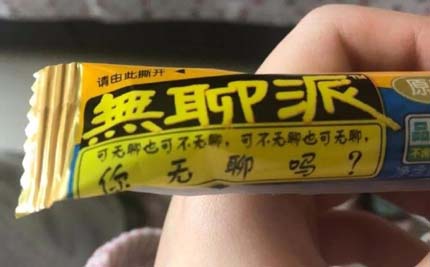 请由此撕开
無聊派
可无聊也可不无聊，可不无聊也可无聊，
你无聊吗？
原